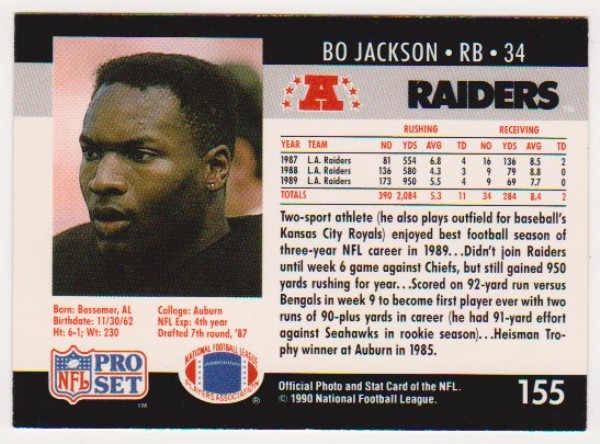 BO JACKSON • RB • 34
A
RAIDERS™
RUSHING RECEIVING
YEAR TEAM NO YDS AVG TD NO YDS AVG TD
1987 L.A. Raiders 81 554 6.8 4 16 136 8.5 2
1988 L.A. Raiders 136 580 4.3 3 9 79 8.8 0
1989 L.A. Raiders 173 950 5.5 4 9 69 7.7 0
TOTALS 390 2,084 5.3 11 34 284 8.4 2
Two-sport athlete (he also plays outfield for baseball's
Kansas City Royals) enjoyed best football season of
three-year NFL career in 1989...Didn't join Raiders
until week 6 game against Chiefs, but still gained 950
yards rushing for year...Scored on 92-yard run versus
Bengals in week 9 to become first player ever with two
runs of 90-plus yards in career (he had 91-yard effort
against Seahawks in rookie season)...Heisman Tro-
phy winner at Auburn in 1985.
Born: Bessemer, AL
Birthdate: 11/30/62
Ht: 6-1; Wt: 230
College: Auburn
NFL Exp: 4th year
Drafted 7th round, '87
NFL
PRO
SET
TM
NATIONAL FOOTBALL LEAGUE
PLAYERS ASSOCIATION
®
Official Photo and Stat Card of the NFL.
© 1990 National Football League.
155